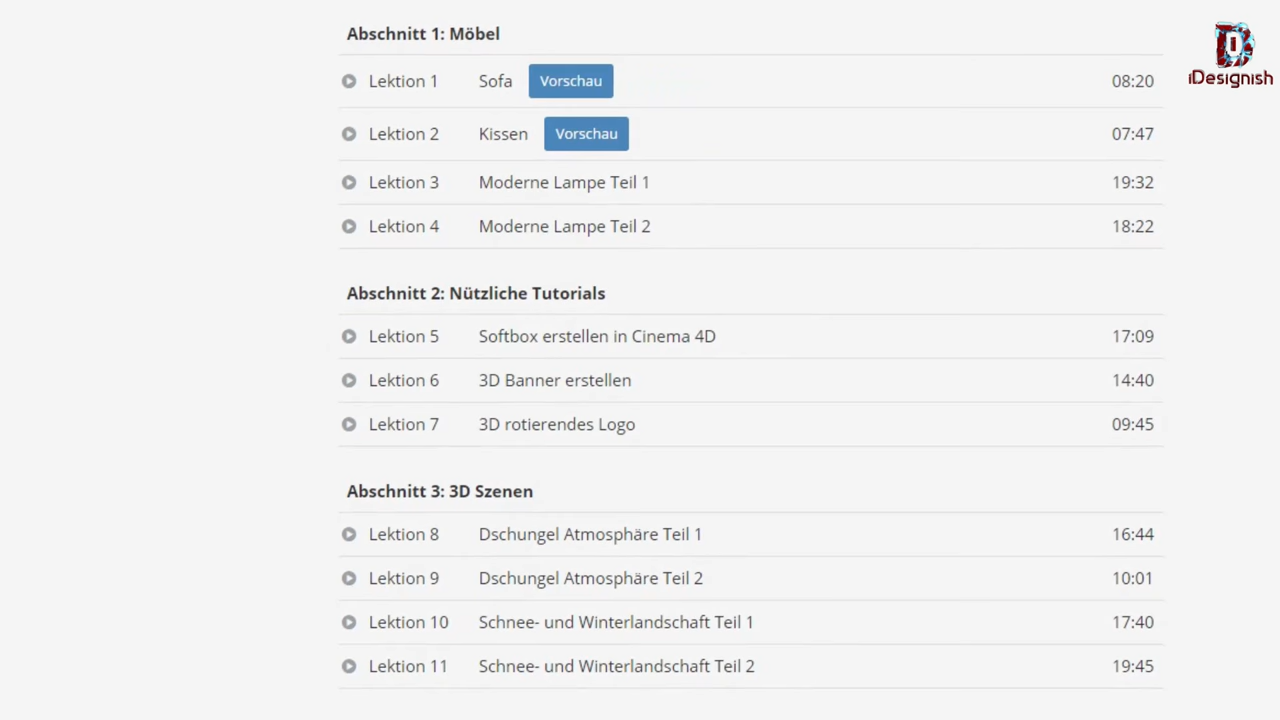 Abschnitt 1: Möbel
iDesignish
Lektion 1 Sofa Vorschau 08:20
Lektion 2 Kissen Vorschau 07:47
Lektion 3 Moderne Lampe Teil 1 19:32
Lektion 4 Moderne Lampe Teil 2 18:22
Abschnitt 2: Nützliche Tutorials
Lektion 5 Softbox erstellen in Cinema 4D 17:09
Lektion 6 3D Banner erstellen 14:40
Lektion 7 3D rotierendes Logo 09:45
Abschnitt 3: 3D Szenen
Lektion 8 Dschungel Atmosphäre Teil 1 16:44
Lektion 9 Dschungel Atmosphäre Teil 2 10:01
Lektion 10 Schnee- und Winterlandschaft Teil 1 17:40
Lektion 11 Schnee- und Winterlandschaft Teil 2 19:45